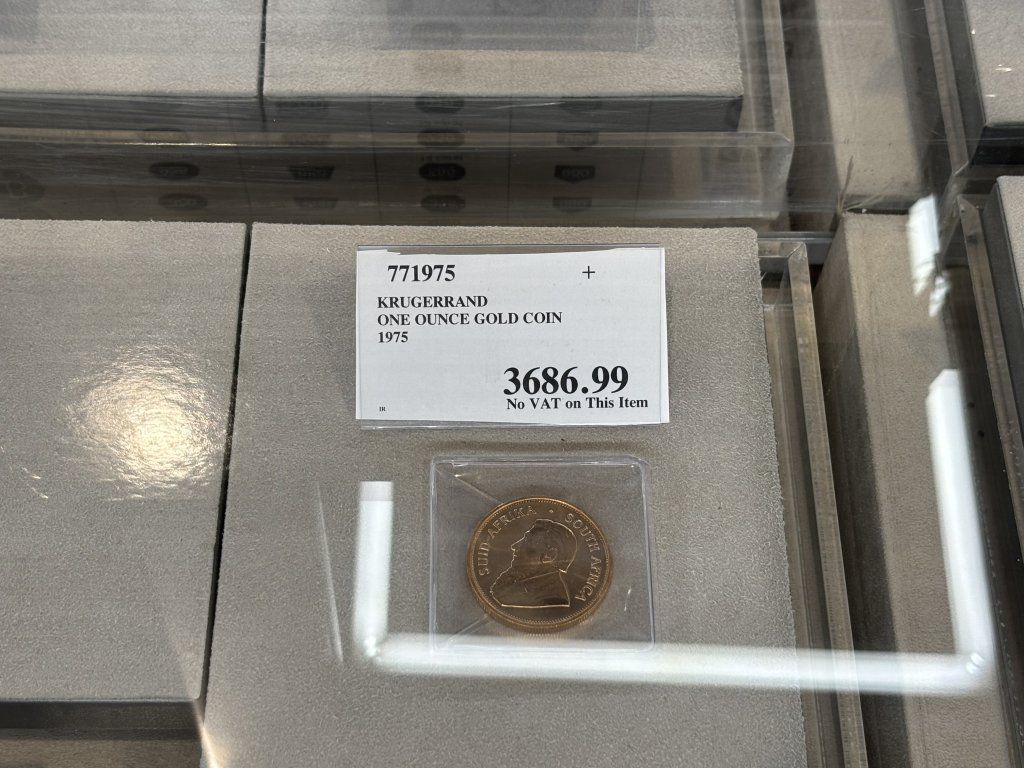 771975 +
KRUGERRAND
ONE OUNCE GOLD COIN
1975
3686.99
No VAT on This Item
IR
SUID-AFRIKA · SOUTH AFRICA